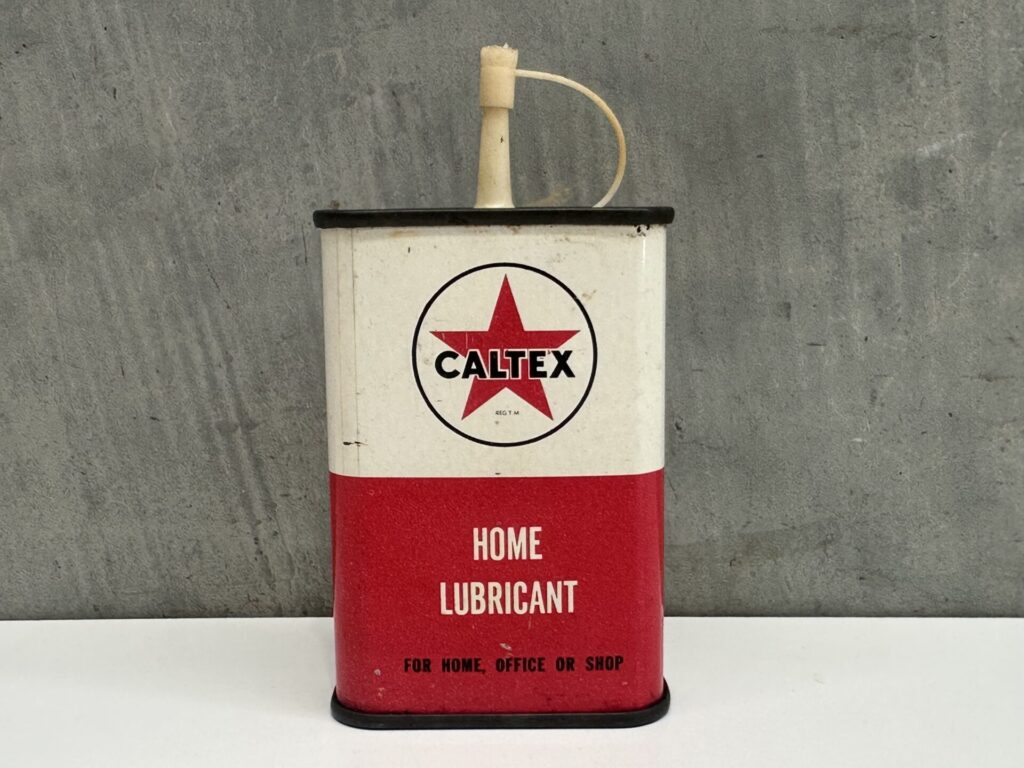 CALTEX
REG T M
HOME
LUBRICANT
FOR HOME, OFFICE OR SHOP